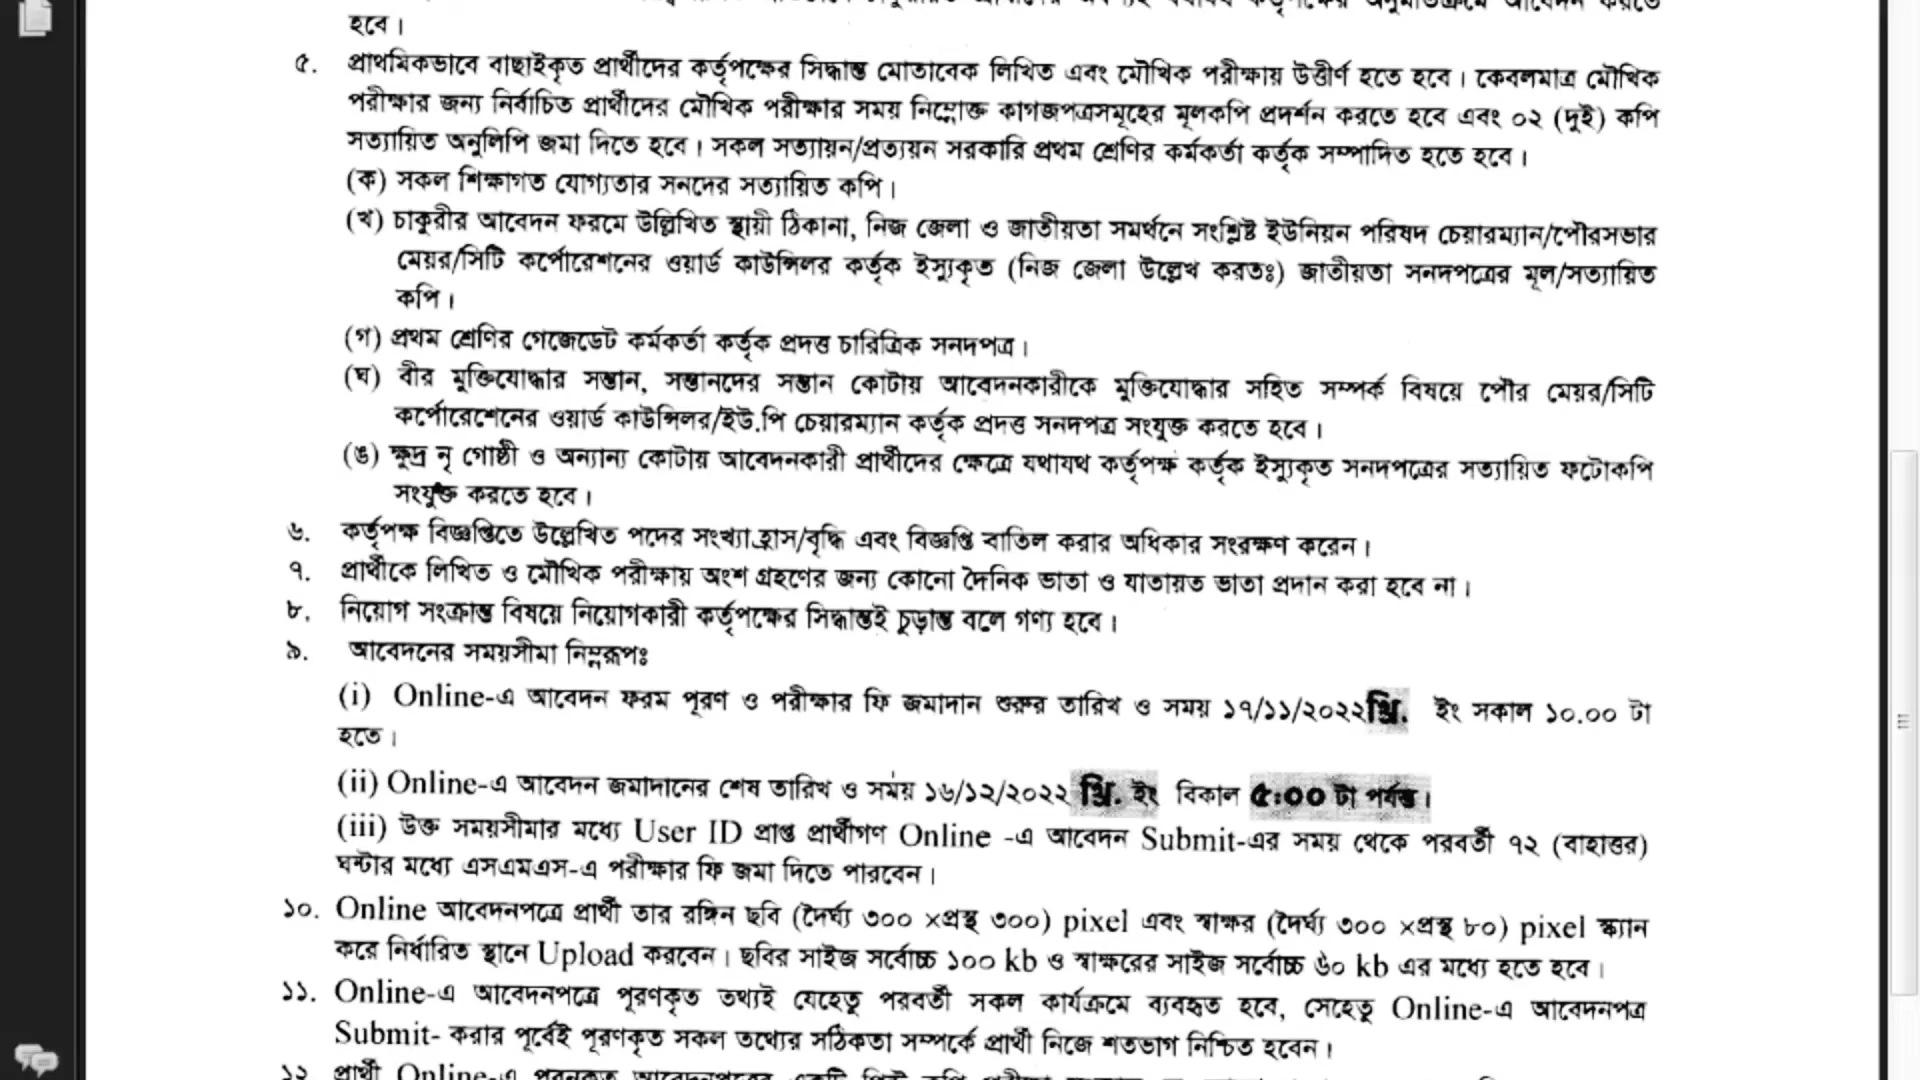 হবে।
৫. প্রাথমিকভাবে বাছাইকৃত প্রার্থীদের কর্তৃপক্ষের সিদ্ধান্ত মোতাবেক লিখিত এবং মৌখিক পরীক্ষায় উত্তীর্ণ হতে হবে। কেবলমাত্র মৌখিক
পরীক্ষার জন্য নির্বাচিত প্রার্থীদের মৌখিক পরীক্ষার সময় নিম্নোক্ত কাগজপত্রসমূহের মূলকপি প্রদর্শন করতে হবে এবং ০২ (দুই) কপি
সত্যায়িত অনুলিপি জমা দিতে হবে। সকল সত্যায়ন/প্রত্যয়ন সরকারি প্রথম শ্রেণির কর্মকর্তা কর্তৃক সম্পাদিত হতে হবে।
(ক) সকল শিক্ষাগত যোগ্যতার সনদের সত্যায়িত কপি।
(খ) চাকুরীর আবেদন ফরমে উল্লিখিত স্থায়ী ঠিকানা, নিজ জেলা ও জাতীয়তা সমর্থনে সংশ্লিষ্ট ইউনিয়ন পরিষদ চেয়ারম্যান/পৌরসভার
মেয়র/সিটি কর্পোরেশনের ওয়ার্ড কাউন্সিলর কর্তৃক ইস্যুকৃত (নিজ জেলা উল্লেখ করতঃ) জাতীয়তা সনদপত্রের মূল/সত্যায়িত
কপি।
(গ) প্রথম শ্রেণির গেজেডেট কর্মকর্তা কর্তৃক প্রদত্ত চারিত্রিক সনদপত্র।
(ঘ) বীর মুক্তিযোদ্ধার সন্তান, সন্তানদের সন্তান কোটায় আবেদনকারীকে মুক্তিযোদ্ধার সহিত সম্পর্ক বিষয়ে পৌর মেয়র/সিটি
কর্পোরেশেনের ওয়ার্ড কাউন্সিলর/ইউ.পি চেয়ারম্যান কর্তৃক প্রদত্ত সনদপত্র সংযুক্ত করতে হবে।
(ঙ) ক্ষুদ্র নৃ গোষ্ঠী ও অন্যান্য কোটায় আবেদনকারী প্রার্থীদের ক্ষেত্রে যথাযথ কর্তৃপক্ষ কর্তৃক ইস্যুকৃত সনদপত্রের সত্যায়িত ফটোকপি
সংযুক্ত করতে হবে।
৬. কর্তৃপক্ষ বিজ্ঞপ্তিতে উল্লেখিত পদের সংখ্যা হ্রাস/বৃদ্ধি এবং বিজ্ঞপ্তি বাতিল করার অধিকার সংরক্ষণ করেন।
৭. প্রার্থীকে লিখিত ও মৌখিক পরীক্ষায় অংশ গ্রহণের জন্য কোনো দৈনিক ভাতা ও যাতায়ত ভাতা প্রদান করা হবে না।
৮. নিয়োগ সংক্রান্ত বিষয়ে নিয়োগকারী কর্তৃপক্ষের সিদ্ধান্তই চুড়ান্ত বলে গণ্য হবে।
৯. আবেদনের সময়সীমা নিম্নরূপঃ
(i) Online-এ আবেদন ফরম পূরণ ও পরীক্ষার ফি জমাদান শুরুর তারিখ ও সময় ১৭/১১/২০২২খ্রি. ইং সকাল ১০.০০ টা
হতে।
(ii) Online-এ আবেদন জমাদানের শেষ তারিখ ও সময় ১৬/১২/২০২২ খ্রি. ইং বিকাল ৫:০০ টা পর্যন্ত।
(iii) উক্ত সময়সীমার মধ্যে User ID প্রাপ্ত প্রার্থীগণ Online -এ আবেদন Submit-এর সময় থেকে পরবর্তী ৭২ (বাহাত্তর)
ঘন্টার মধ্যে এসএমএস-এ পরীক্ষার ফি জমা দিতে পারবেন।
১০. Online আবেদনপত্রে প্রার্থী তার রঙ্গিন ছবি (দৈর্ঘ্য ৩০০ ×প্রস্থ ৩০০) pixel এবং স্বাক্ষর (দৈর্ঘ্য ৩০০ ×প্রস্থ ৮০) pixel স্ক্যান
করে নির্ধারিত স্থানে Upload করবেন। ছবির সাইজ সর্বোচ্চ ১০০ kb ও স্বাক্ষরের সাইজ সর্বোচ্চ ৬০ kb এর মধ্যে হতে হবে।
১১. Online-এ আবেদনপত্রে পূরণকৃত তথ্যই যেহেতু পরবর্তী সকল কার্যক্রমে ব্যবহৃত হবে, সেহেতু Online-এ আবেদনপত্র
Submit- করার পূর্বেই পূরণকৃত সকল তথ্যের সঠিকতা সম্পর্কে প্রার্থী নিজে শতভাগ নিশ্চিত হবেন।
১২. প্রার্থী Online-এ